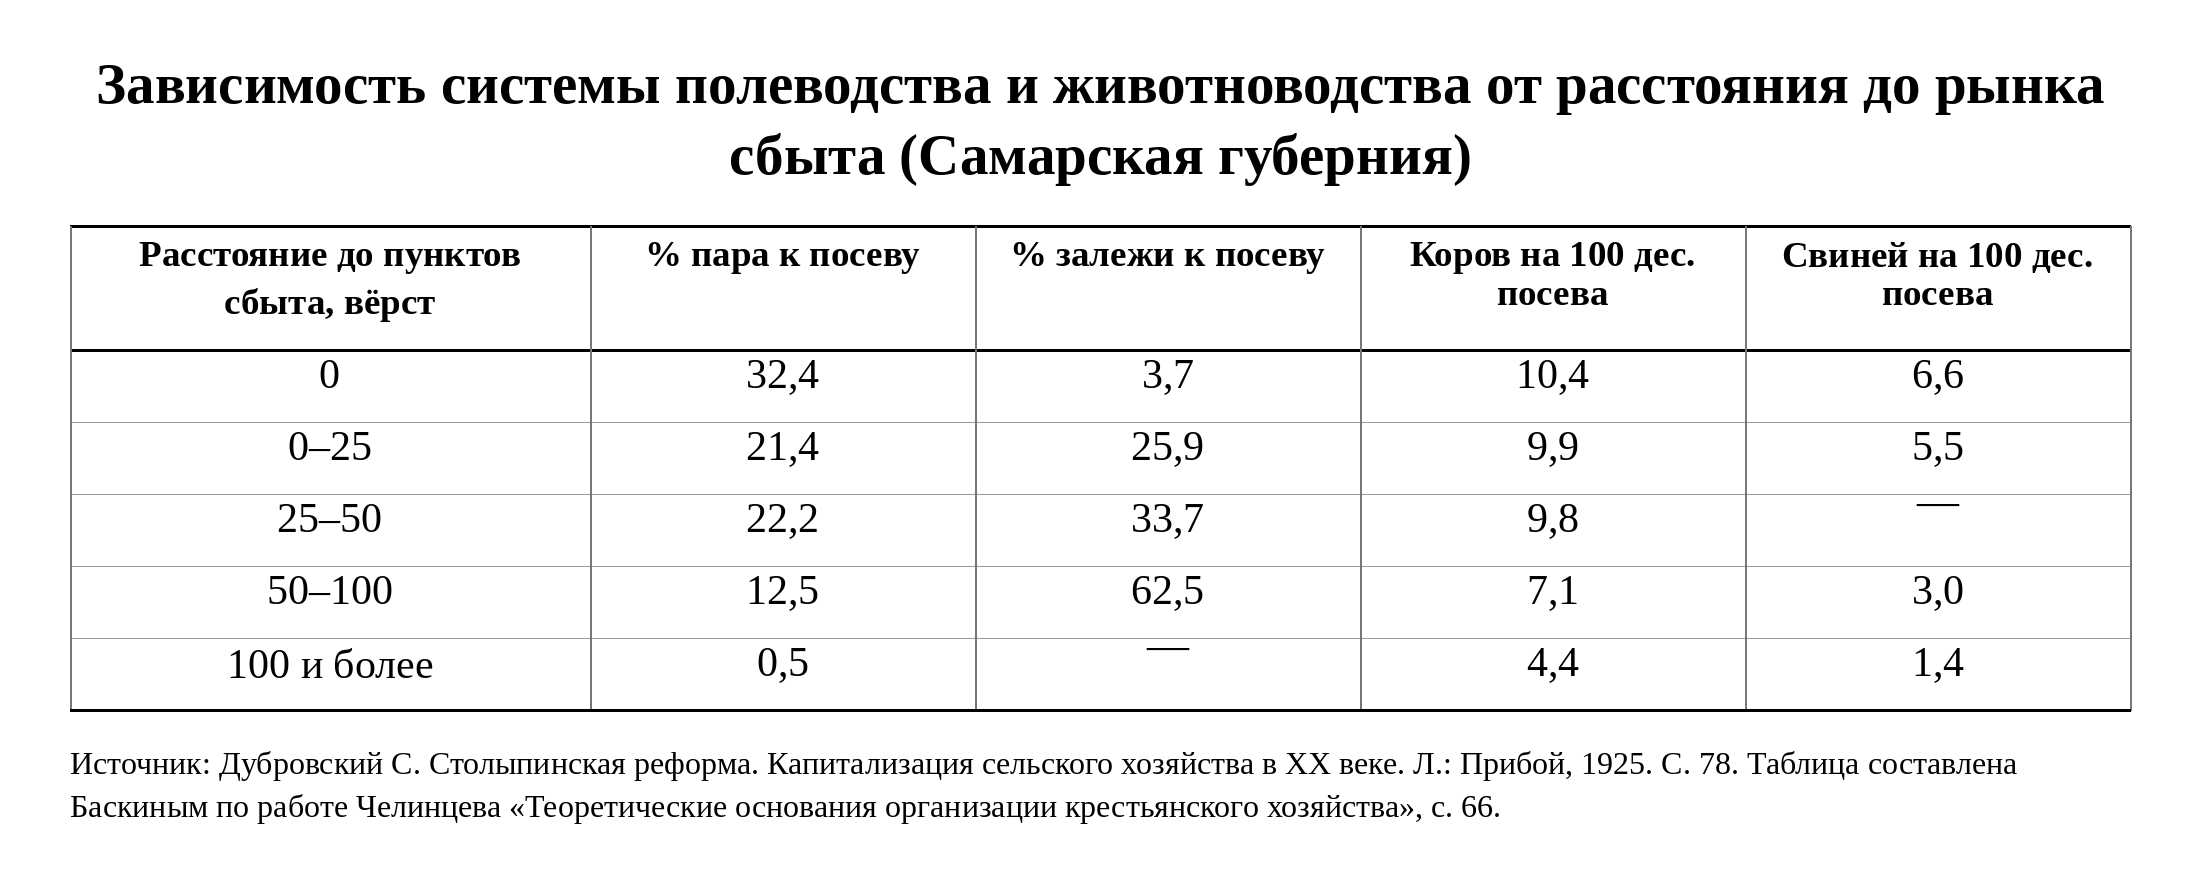 Зависимость системы полеводства и животноводства от расстояния до рынка
сбыта (Самарская губерния)
Расстояние до пунктов
сбыта, вёрст
% пара к посеву
% залежи к посеву
Коров на 100 дес.
посева
Свиней на 100 дес.
посева
0 32,4 3,7 10,4 6,6
0–25 21,4 25,9 9,9 5,5
25–50 22,2 33,7 9,8 —
50–100 12,5 62,5 7,1 3,0
100 и более 0,5 — 4,4 1,4
Источник: Дубровский С. Столыпинская реформа. Капитализация сельского хозяйства в XX веке. Л.: Прибой, 1925. С. 78. Таблица составлена
Баскиным по работе Челинцева «Теоретические основания организации крестьянского хозяйства», с. 66.